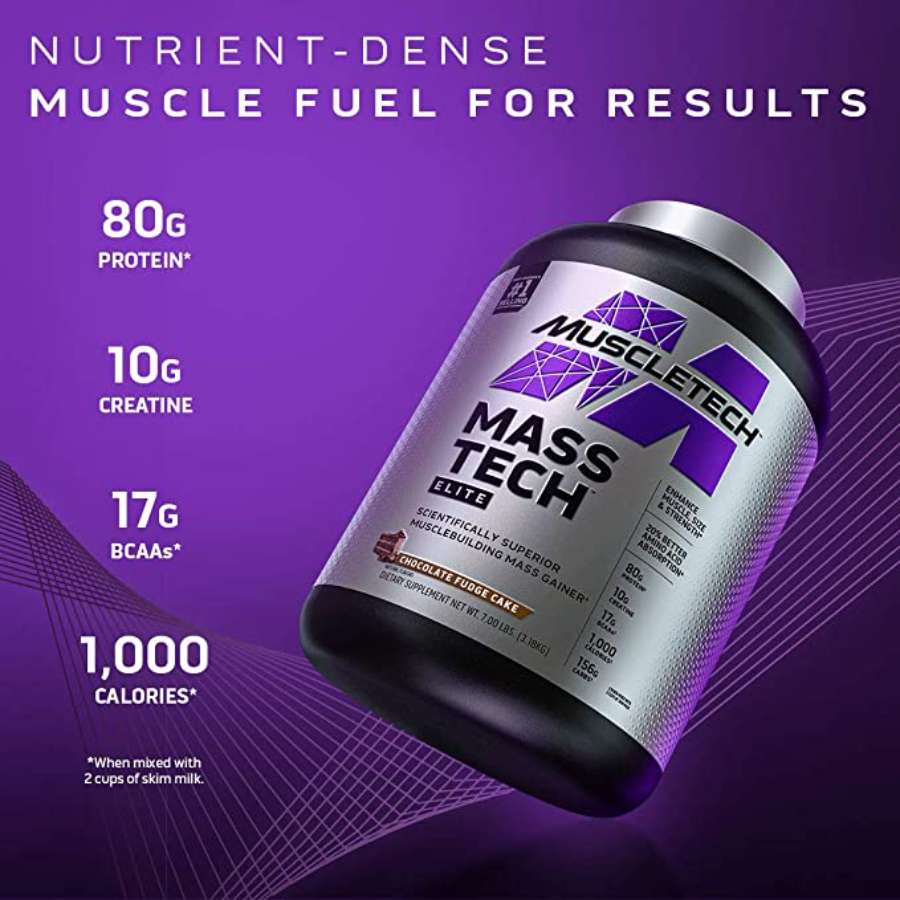 NUTRIENT-DENSE
MUSCLE FUEL FOR RESULTS
80G
PROTEIN*
10G
CREATINE
17G
BCAAs*
1,000
CALORIES*
*When mixed with
2 cups of skim milk.
#1
SELLING
MUSCLETECH™
MASS
TECH™
ELITE
SCIENTIFICALLY SUPERIOR
MUSCLEBUILDING MASS GAINER*
CHOCOLATE FUDGE CAKE
DIETARY SUPPLEMENT NET WT. 7.00 LBS. (3.18KG)
ENHANCE
MUSCLE, SIZE
& STRENGTH*
20% BETTER
AMINO ACID
ABSORPTION*
80G
PROTEIN*
10G
CREATINE
17G
BCAAs*
1,000
CALORIES*
156G
CARBS*